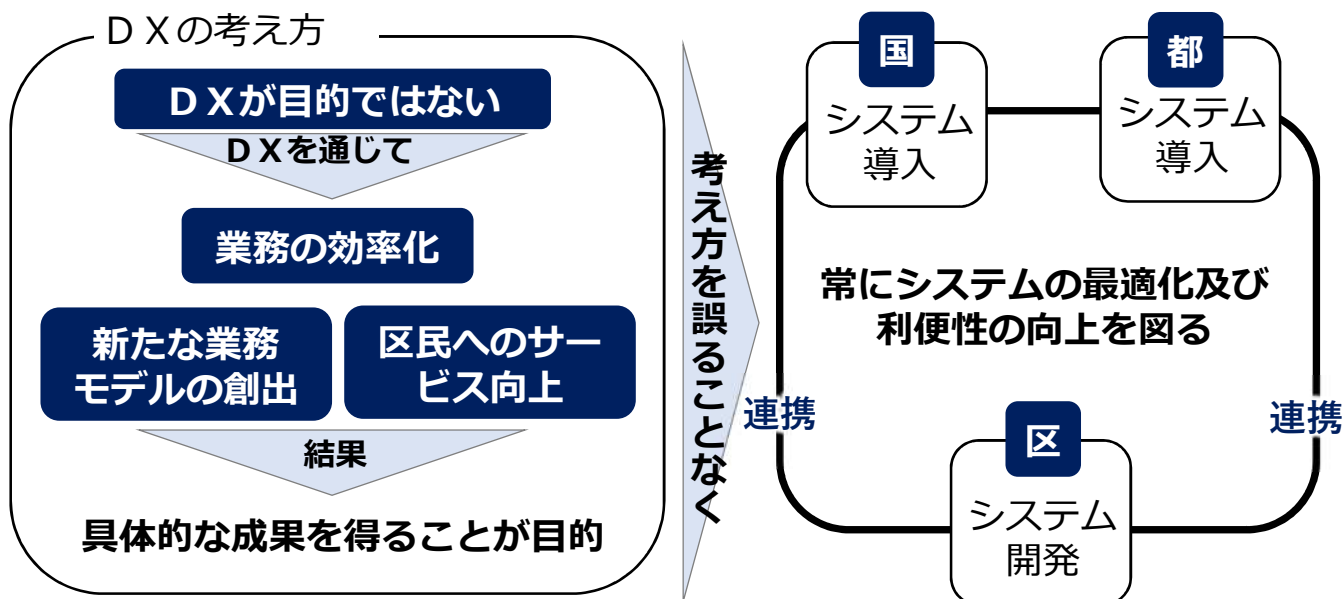 ＤＸの考え方
ＤＸが目的ではない
ＤＸを通じて
業務の効率化
新たな業務
モデルの創出
区民へのサー
ビス向上
結果
具体的な成果を得ることが目的
考え方を誤ることなく
国
システム
導入
都
システム
導入
常にシステムの最適化及び
利便性の向上を図る
連携
連携
区
システム
開発